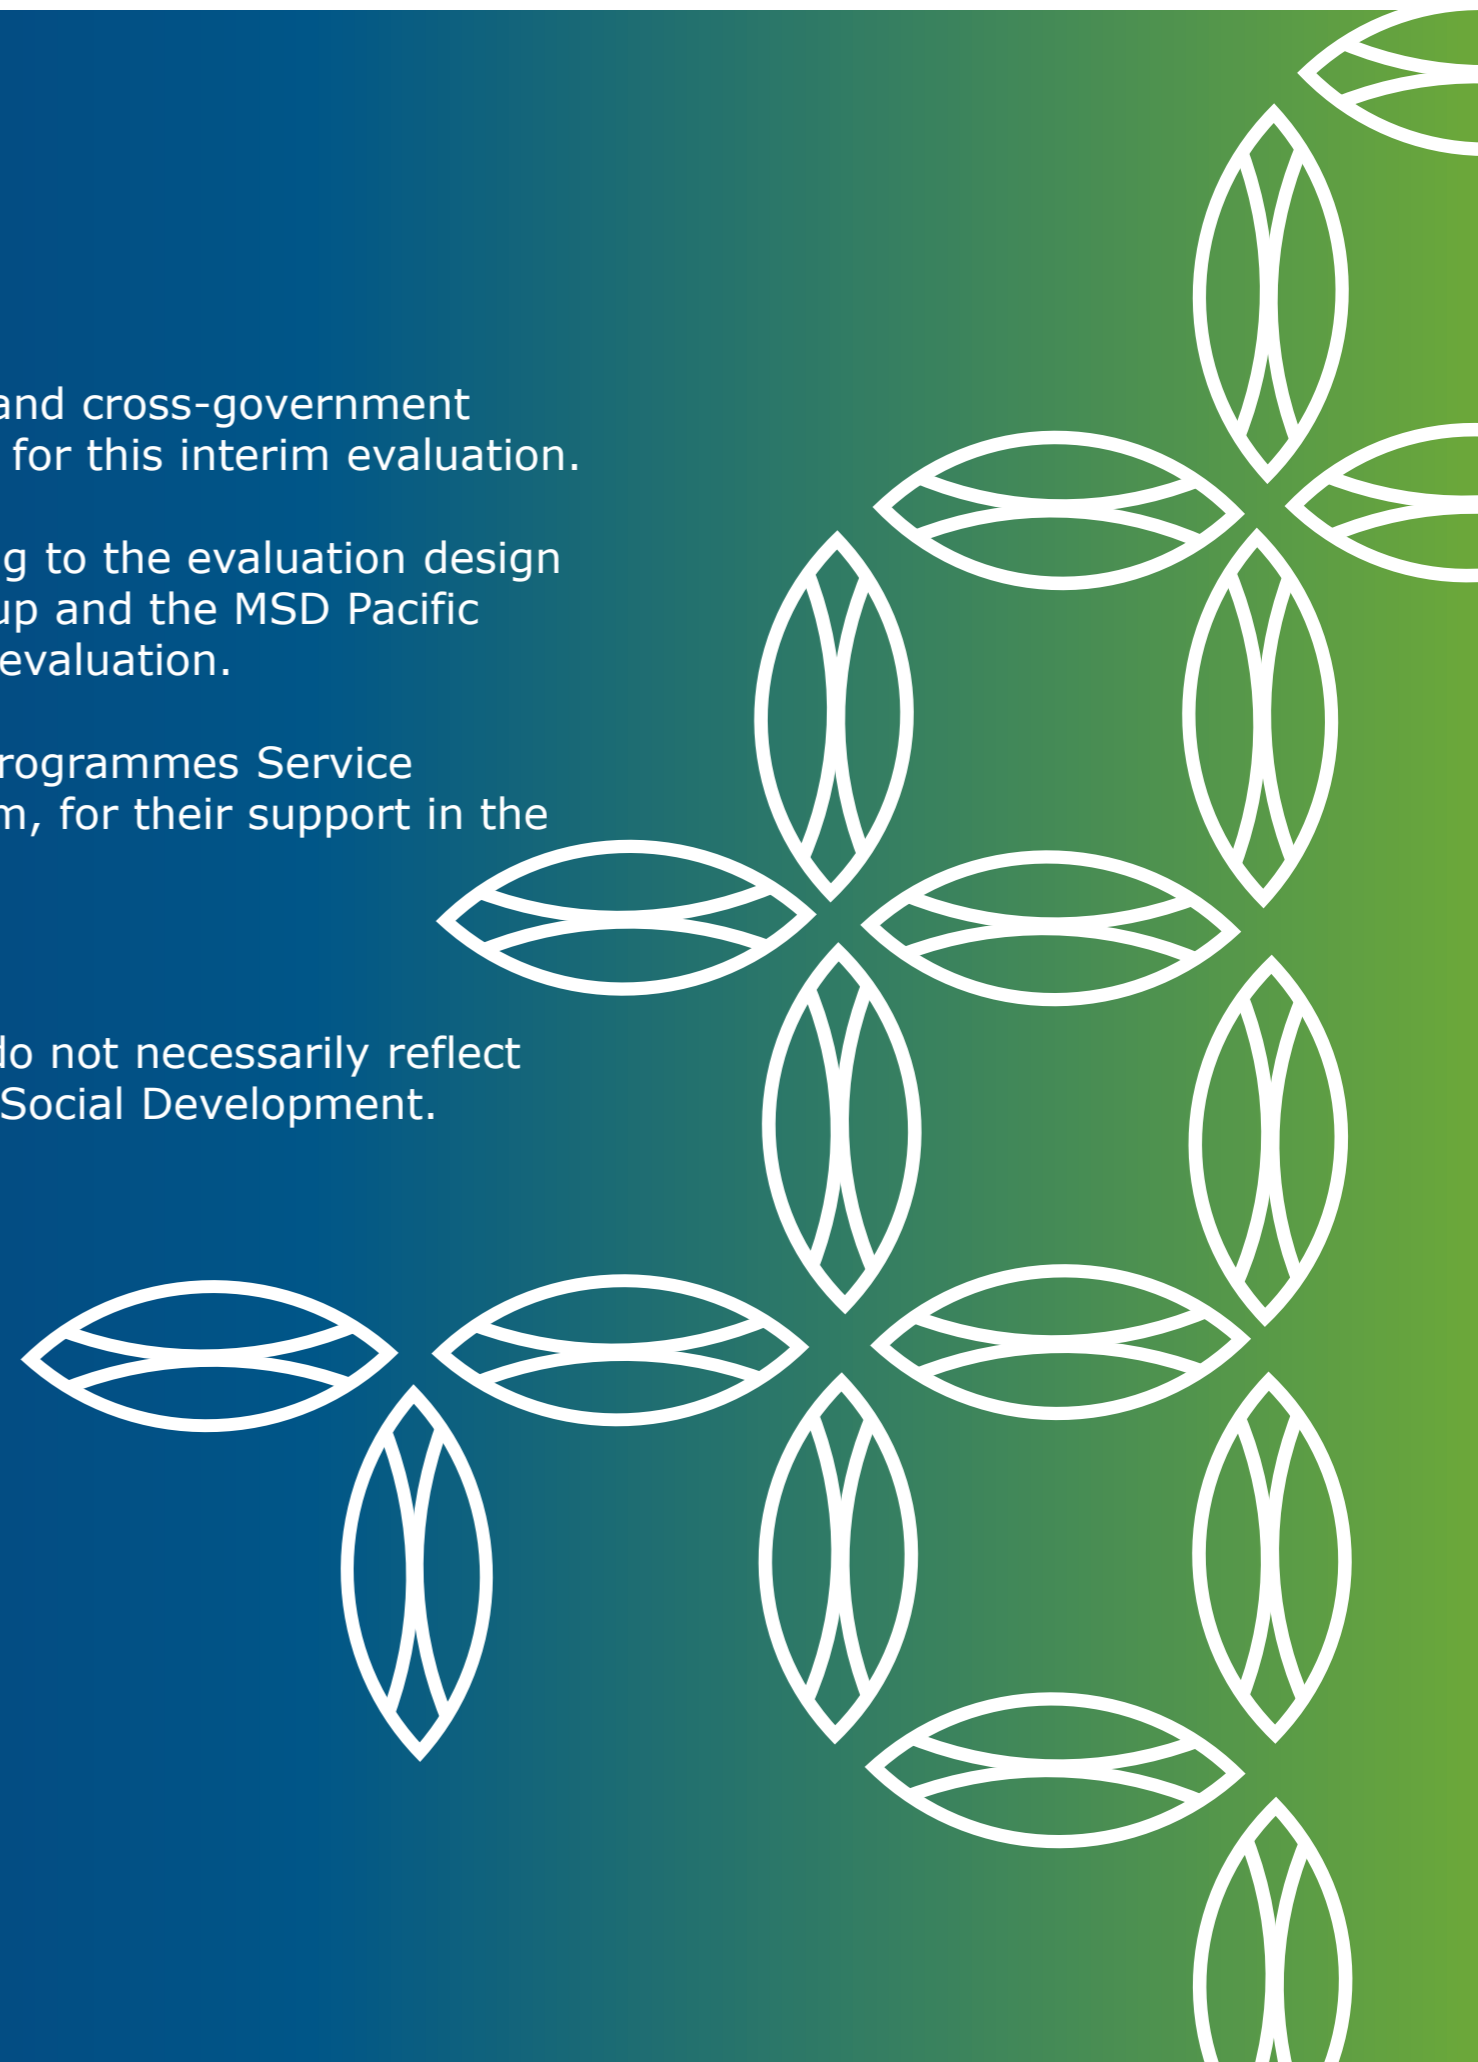 and cross-government
for this interim evaluation.
g to the evaluation design
up and the MSD Pacific
evaluation.
rogrammes Service
m, for their support in the
do not necessarily reflect
Social Development.